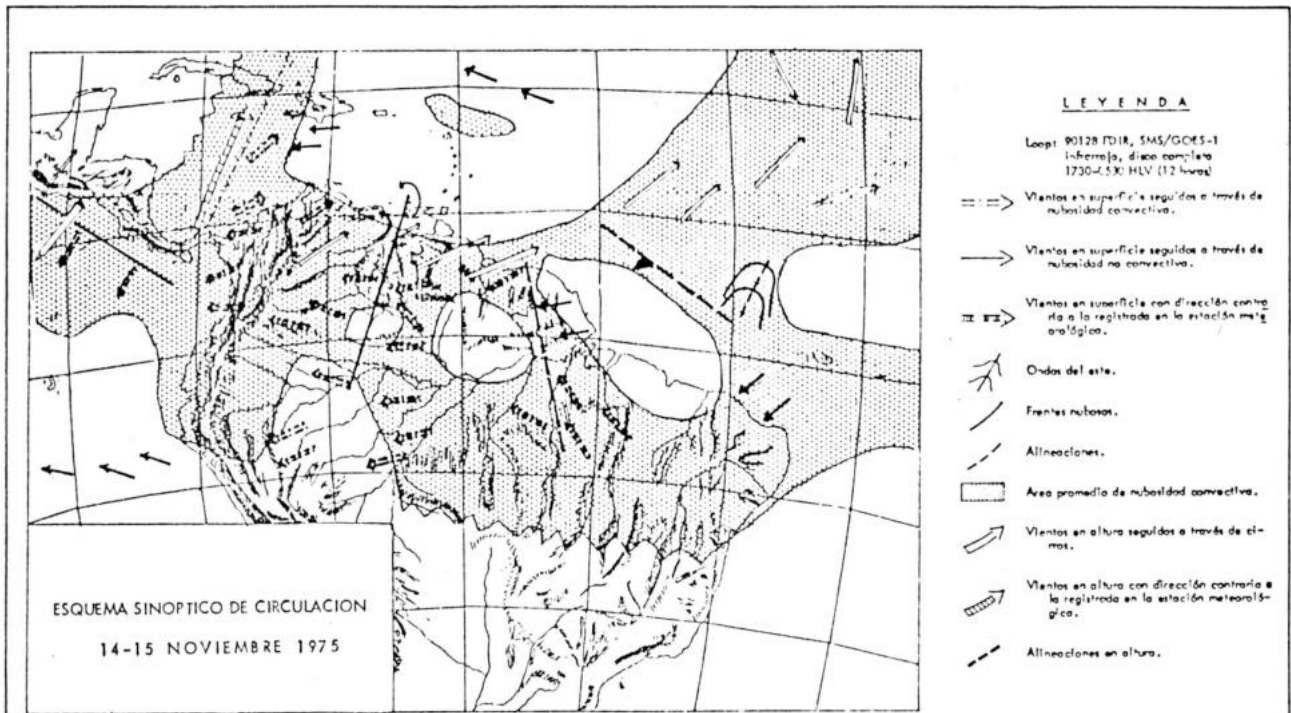 ESQUEMA SINOPTICO DE CIRCULACION
14-15 NOVIEMBRE 1975
LEYENDA
Loop: 90128 FDIR, SMS/GOES-1
infrarrojo, disco completo
1730-0530 HLV (12 horas)
Vientos en superficie seguidos a través de
nubosidad convectiva.
Vientos en superficie seguidos a través de
nubosidad no convectiva.
Vientos en superficie con dirección contra
ria a la registrada en la estación mete
orológica.
Ondas del este.
Frentes nubosos.
Alineaciones.
Area promedio de nubosidad convectiva.
Vientos en altura seguidos a través de ci-
rros.
Vientos en altura con dirección contraria a
la registrada en la estación meteoroló-
gica.
Alineaciones en altura.